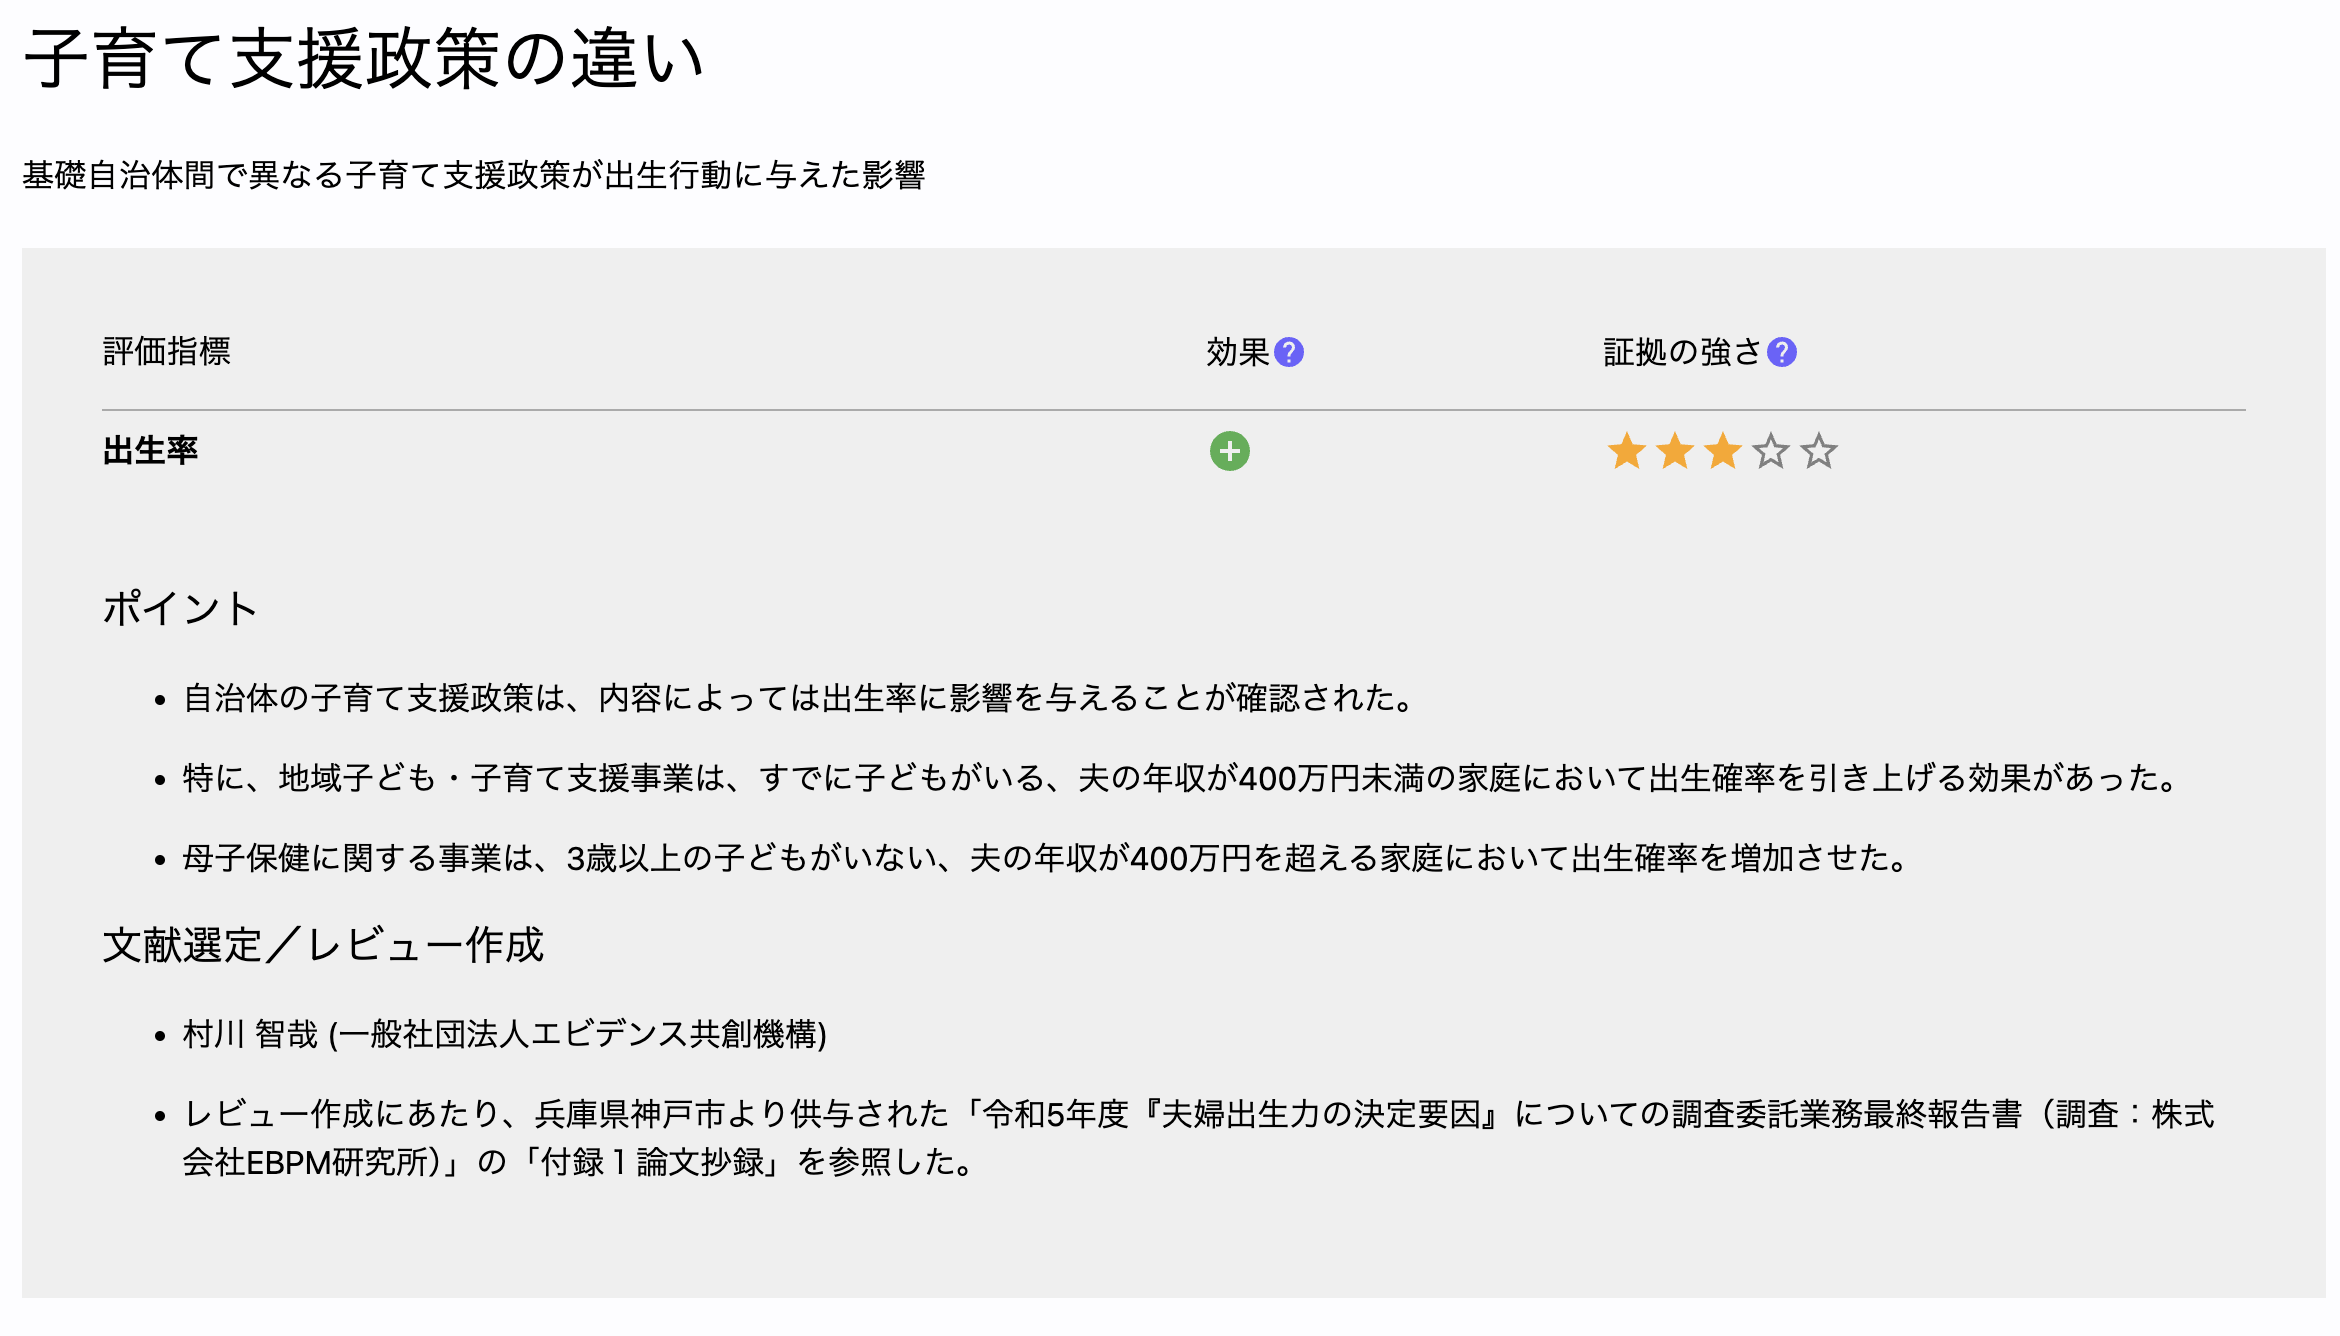 子育て支援政策の違い
基礎自治体間で異なる子育て支援政策が出生行動に与えた影響
評価指標 効果? 証拠の強さ?
出生率
ポイント
• 自治体の子育て支援政策は、内容によっては出生率に影響を与えることが確認された。
• 特に、地域子ども・子育て支援事業は、すでに子どもがいる、夫の年収が400万円未満の家庭において出生確率を引き上げる効果があった。
• 母子保健に関する事業は、3歳以上の子どもがいない、夫の年収が400万円を超える家庭において出生確率を増加させた。
文献選定／レビュー作成
• 村川 智哉 (一般社団法人エビデンス共創機構)
• レビュー作成にあたり、兵庫県神戸市より供与された「令和5年度『夫婦出生力の決定要因』についての調査委託業務最終報告書（調査：株式
会社EBPM研究所）」の「付録１論文抄録」を参照した。